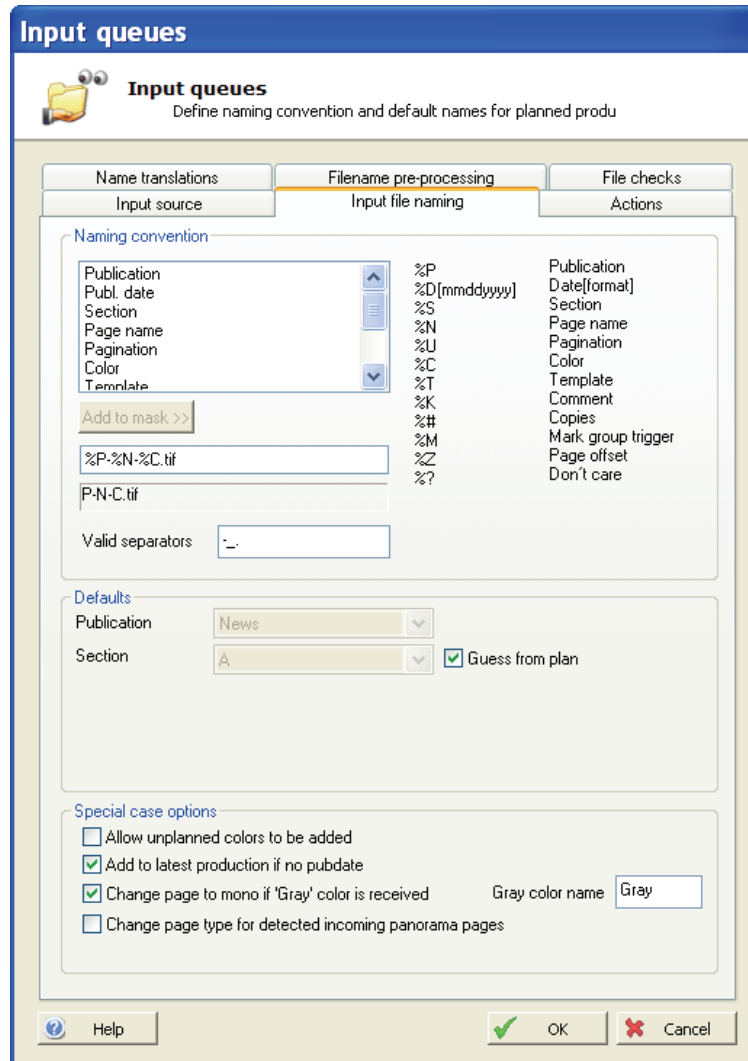 Input queues
Input queues
Define naming convention and default names for planned produ
Name translations
Filename pre-processing
File checks
Input source
Input file naming
Actions
Naming convention
Publication
Publ. date
Section
Page name
Pagination
Color
Template
Add to mask >>
%P-%N-%C.tif
P-N-C.tif
Valid separators
-_.
%P Publication
%D[mmddyyyy] Date[format]
%S Section
%N Page name
%U Pagination
%C Color
%T Template
%K Comment
%# Copies
%M Mark group trigger
%Z Page offset
%? Don´t care
Defaults
Publication News
Section A Guess from plan
Special case options
Allow unplanned colors to be added
Add to latest production if no pubdate
Change page to mono if 'Gray' color is received Gray color name Gray
Change page type for detected incoming panorama pages
Help OK Cancel